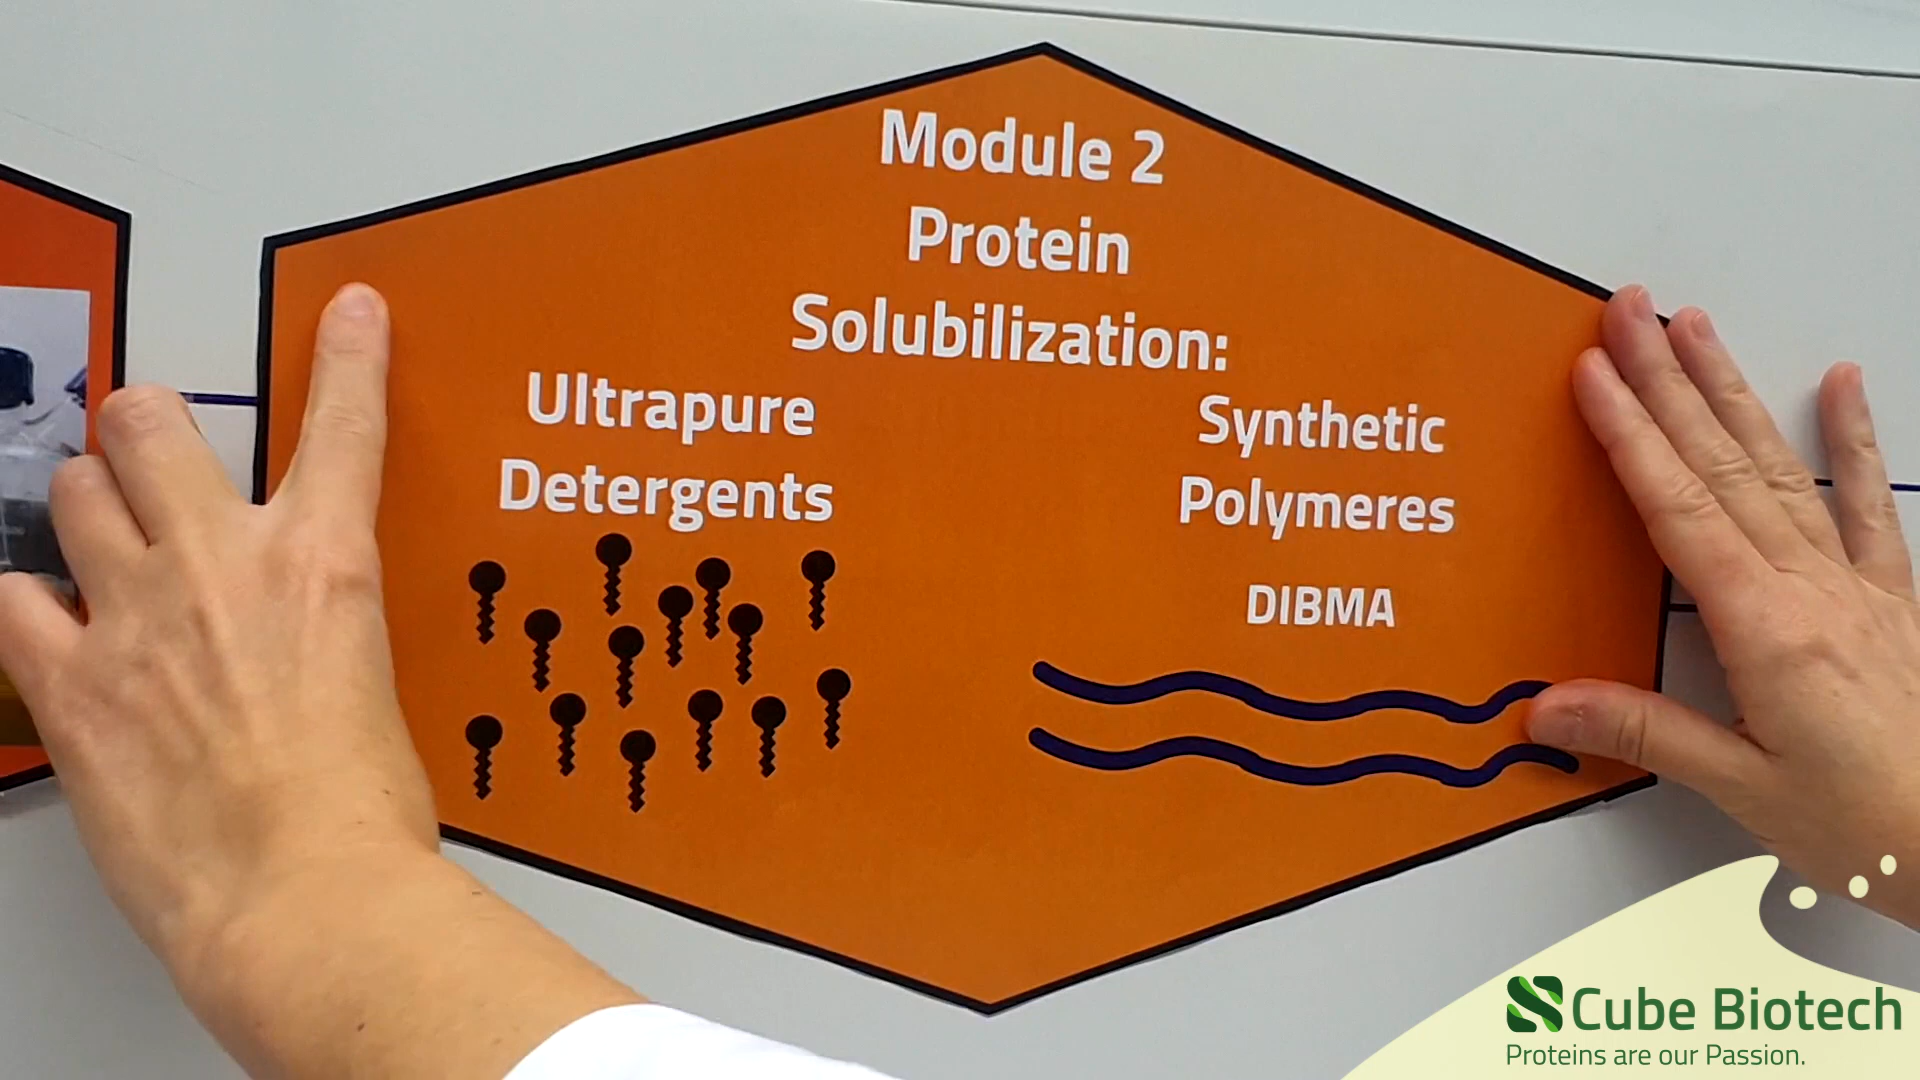 Module 2
Protein
Solubilization:
Ultrapure
Detergents
Synthetic
Polymeres
DIBMA
Cube Biotech
Proteins are our Passion.